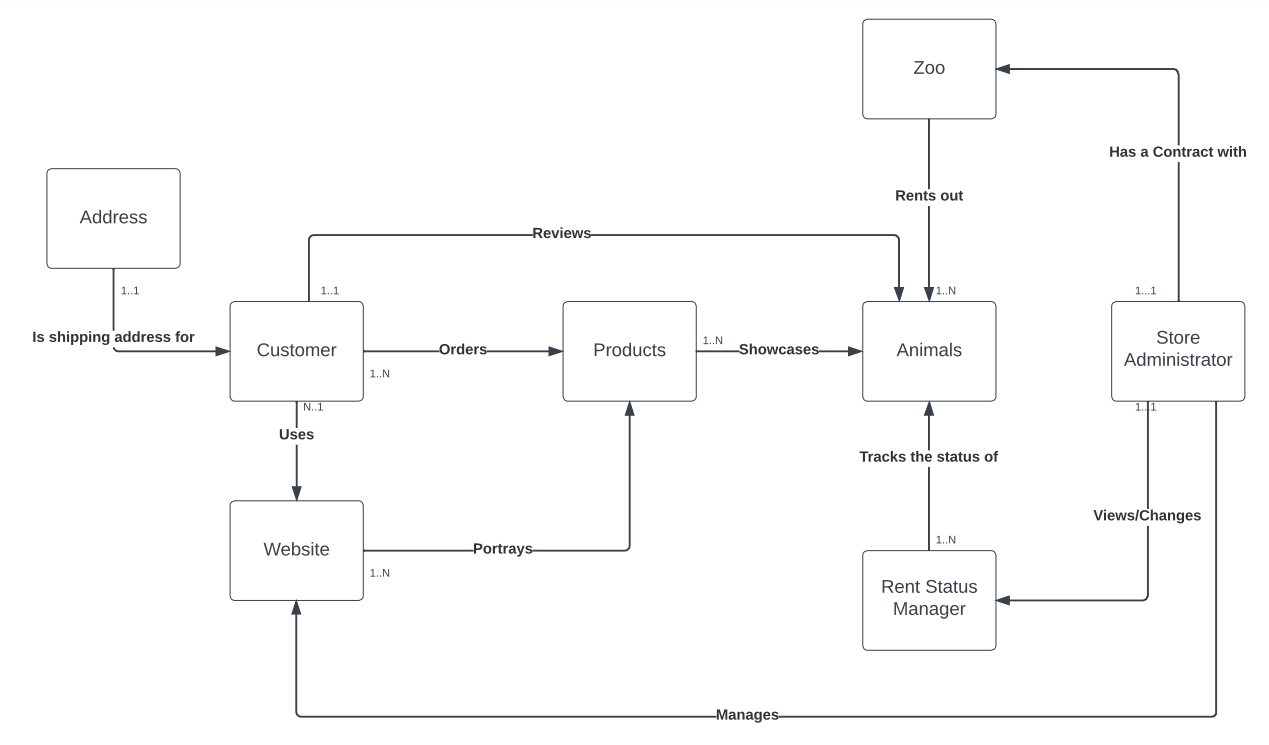 Zoo
Has a Contract with
Rents out
Address
Reviews
1..1
1..1
1..N
1...1
Is shipping address for
Customer
Orders
Products
1..N
Showcases
Animals
Store
Administrator
1..N
N..1
1...1
Uses
Tracks the status of
Views/Changes
Website
Portrays
1..N
1..N
Rent Status
Manager
Manages